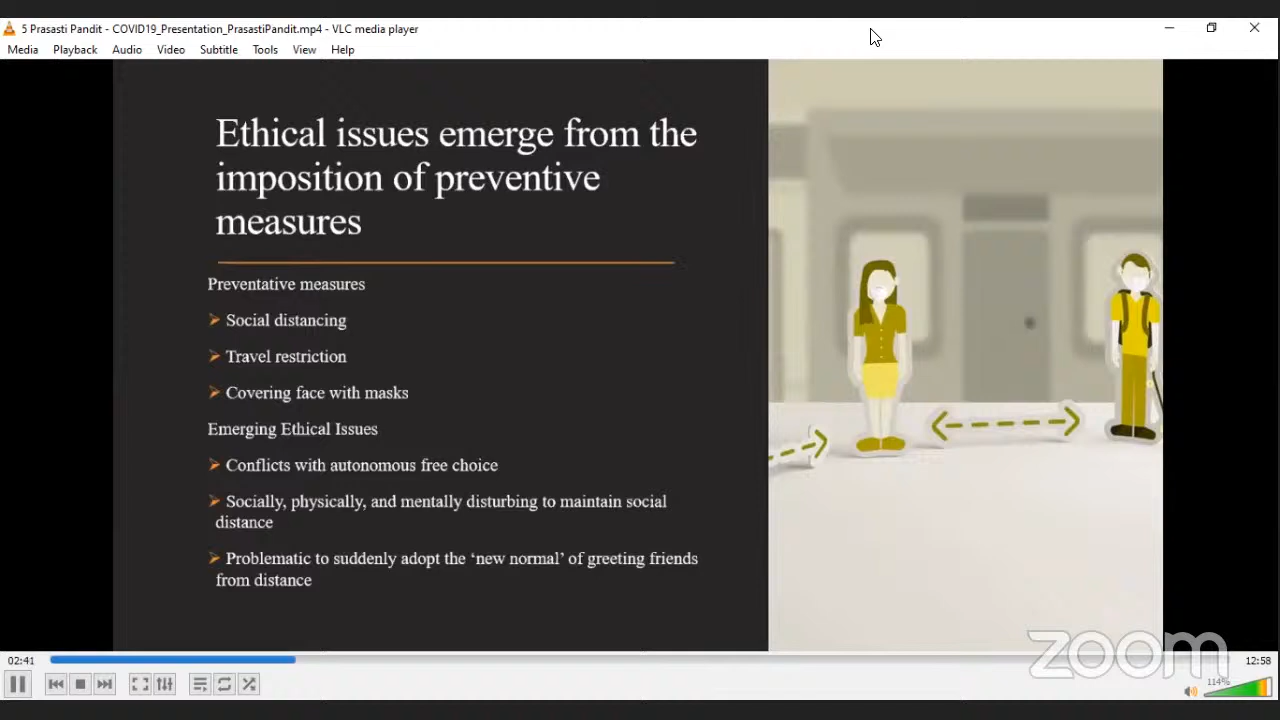 5 Prasasti Pandit - COVID19_Presentation_PrasastiPandit.mp4 - VLC media player
Media Playback Audio Video Subtitle Tools View Help
Ethical issues emerge from the
imposition of preventive
measures
Preventative measures
Social distancing
Travel restriction
Covering face with masks
Emerging Ethical Issues
Conflicts with autonomous free choice
Socially, physically, and mentally disturbing to maintain social
distance
Problematic to suddenly adopt the ‘new normal’ of greeting friends
from distance
zoom
02:41 12:58
114%